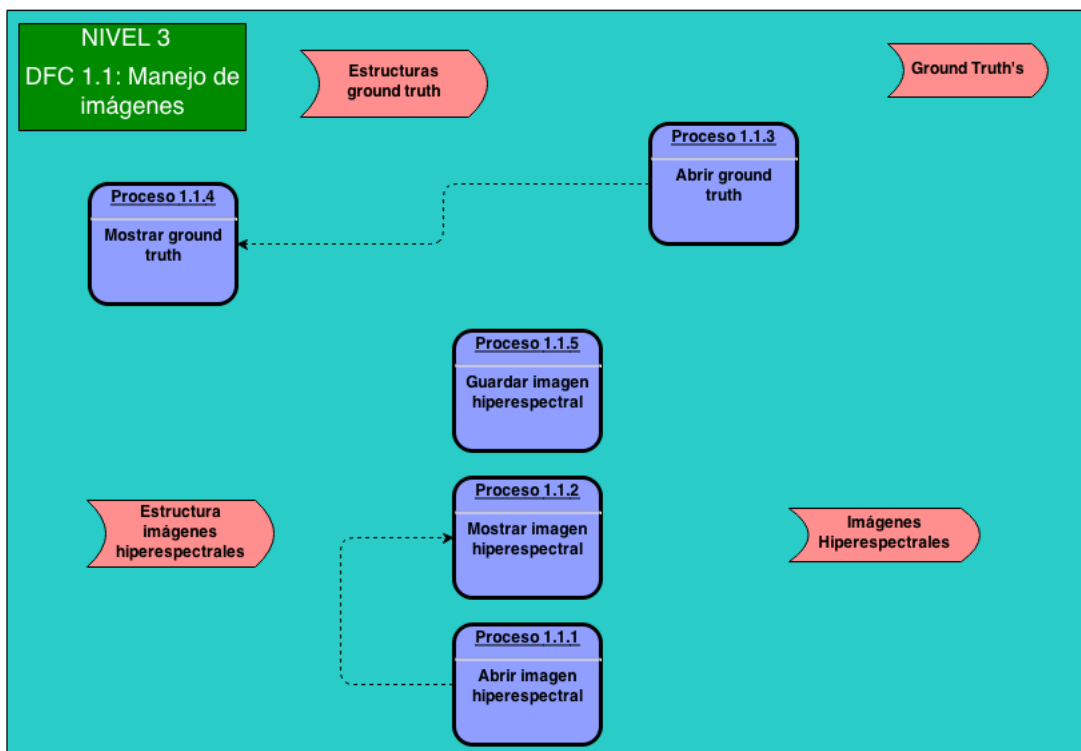 NIVEL 3
DFC 1.1: Manejo de
imágenes
Estructuras
ground truth
Ground Truth's
Proceso 1.1.3
Abrir ground
truth
Proceso 1.1.4
Mostrar ground
truth
Proceso 1.1.5
Guardar imagen
hiperespectral
Estructura
imágenes
hiperespectrales
Proceso 1.1.2
Mostrar imagen
hiperespectral
Imágenes
Hiperespectrales
Proceso 1.1.1
Abrir imagen
hiperespectral